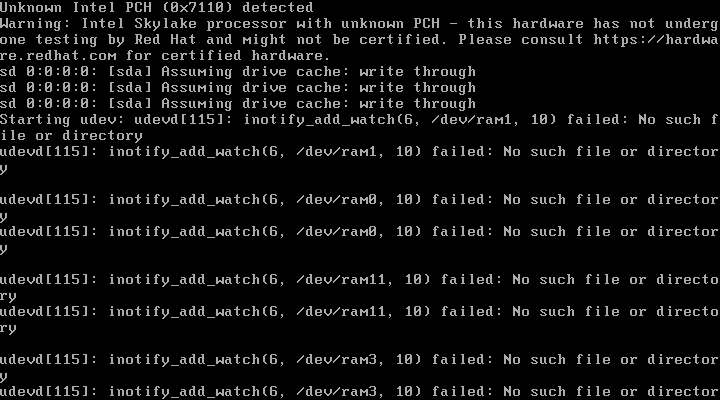 Unknown Intel PCH (0x7110) detected
Warning: Intel Skylake processor with unknown PCH - this hardware has not underg
one testing by Red Hat and might not be certified. Please consult https://hardwa
re.redhat.com for certified hardware.
sd 0:0:0:0: [sda] Assuming drive cache: write through
sd 0:0:0:0: [sda] Assuming drive cache: write through
sd 0:0:0:0: [sda] Assuming drive cache: write through
Starting udev: udevd[115]: inotify_add_watch(6, /dev/ram1, 10) failed: No such f
ile or directory
udevd[115]: inotify_add_watch(6, /dev/ram1, 10) failed: No such file or director
y
udevd[115]: inotify_add_watch(6, /dev/ram0, 10) failed: No such file or director
y
udevd[115]: inotify_add_watch(6, /dev/ram0, 10) failed: No such file or director
y
udevd[115]: inotify_add_watch(6, /dev/ram11, 10) failed: No such file or directo
ry
udevd[115]: inotify_add_watch(6, /dev/ram11, 10) failed: No such file or directo
ry
udevd[115]: inotify_add_watch(6, /dev/ram3, 10) failed: No such file or director
y
udevd[115]: inotify_add_watch(6, /dev/ram3, 10) failed: No such file or director